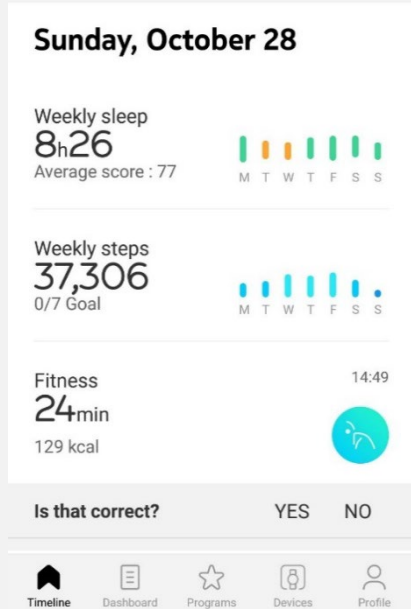 Sunday, October 28
Weekly sleep
8h26
Average score : 77
M T W T F S S
Weekly steps
37,306
0/7 Goal
M T W T F S S
Fitness
14:49
24min
129 kcal
Is that correct? YES NO
Timeline Dashboard Programs Devices Profile